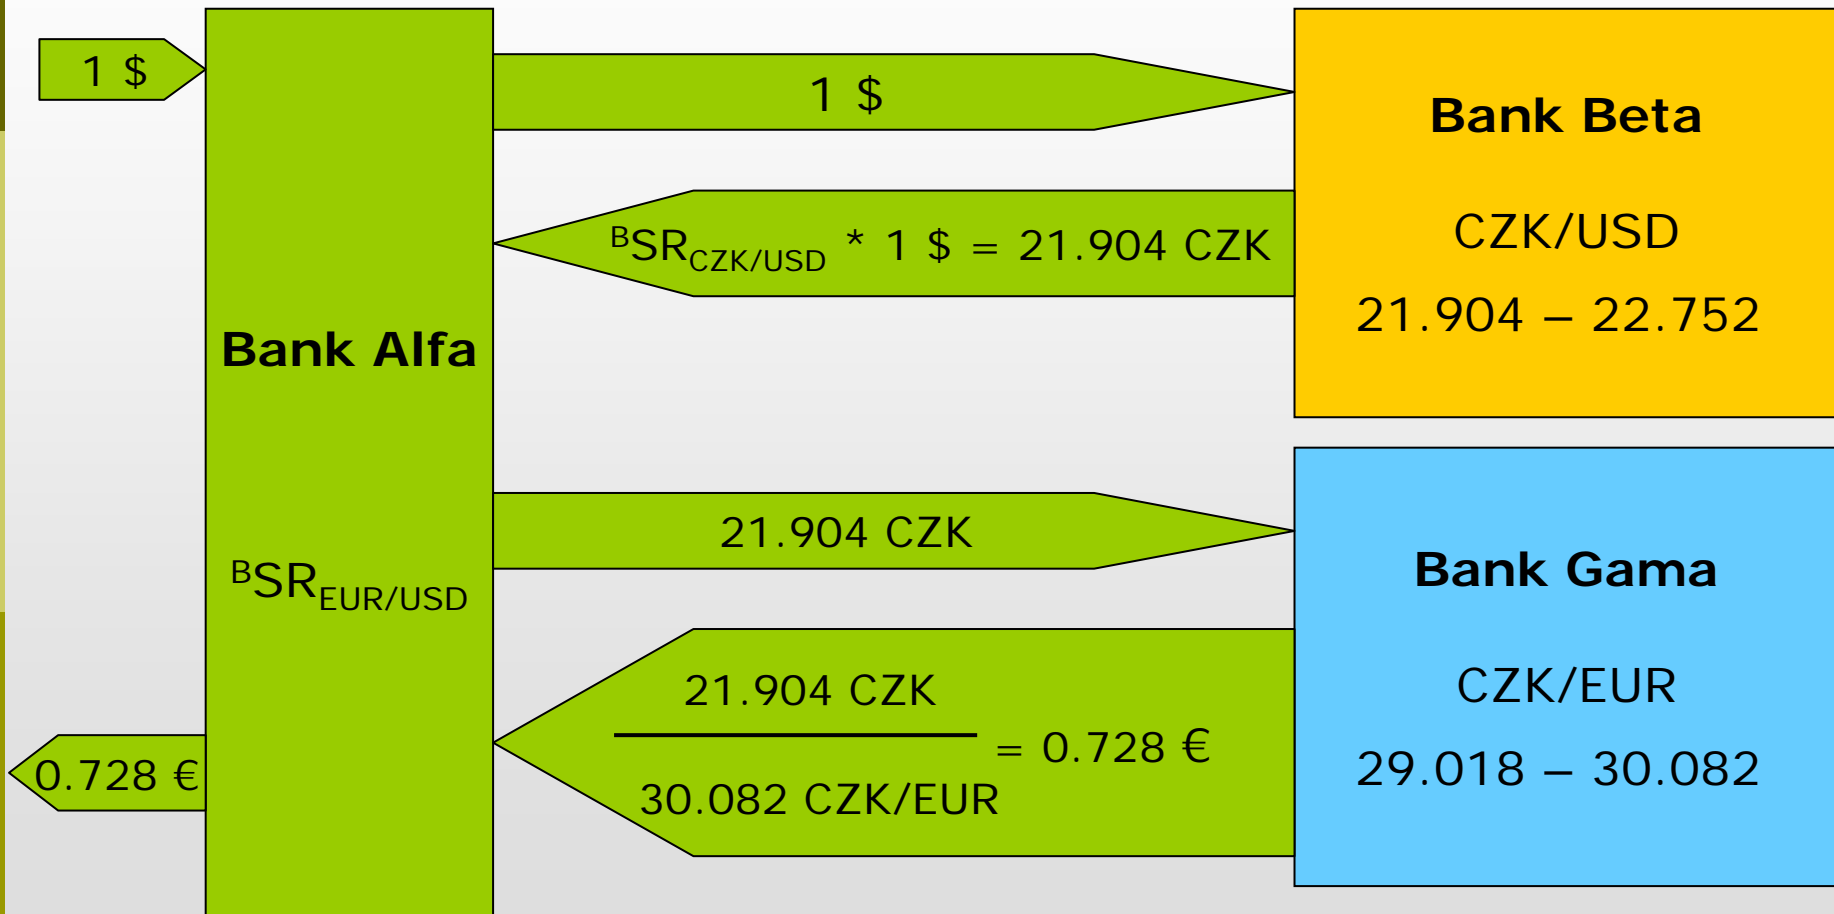 1 $
1 $
Bank Beta
CZK/USD
21.904 – 22.752
ᴮSR_CZK/USD * 1 $ = 21.904 CZK
Bank Alfa
ᴮSR_EUR/USD
21.904 CZK
Bank Gama
CZK/EUR
29.018 – 30.082
21.904 CZK
30.082 CZK/EUR
= 0.728 €
0.728 €